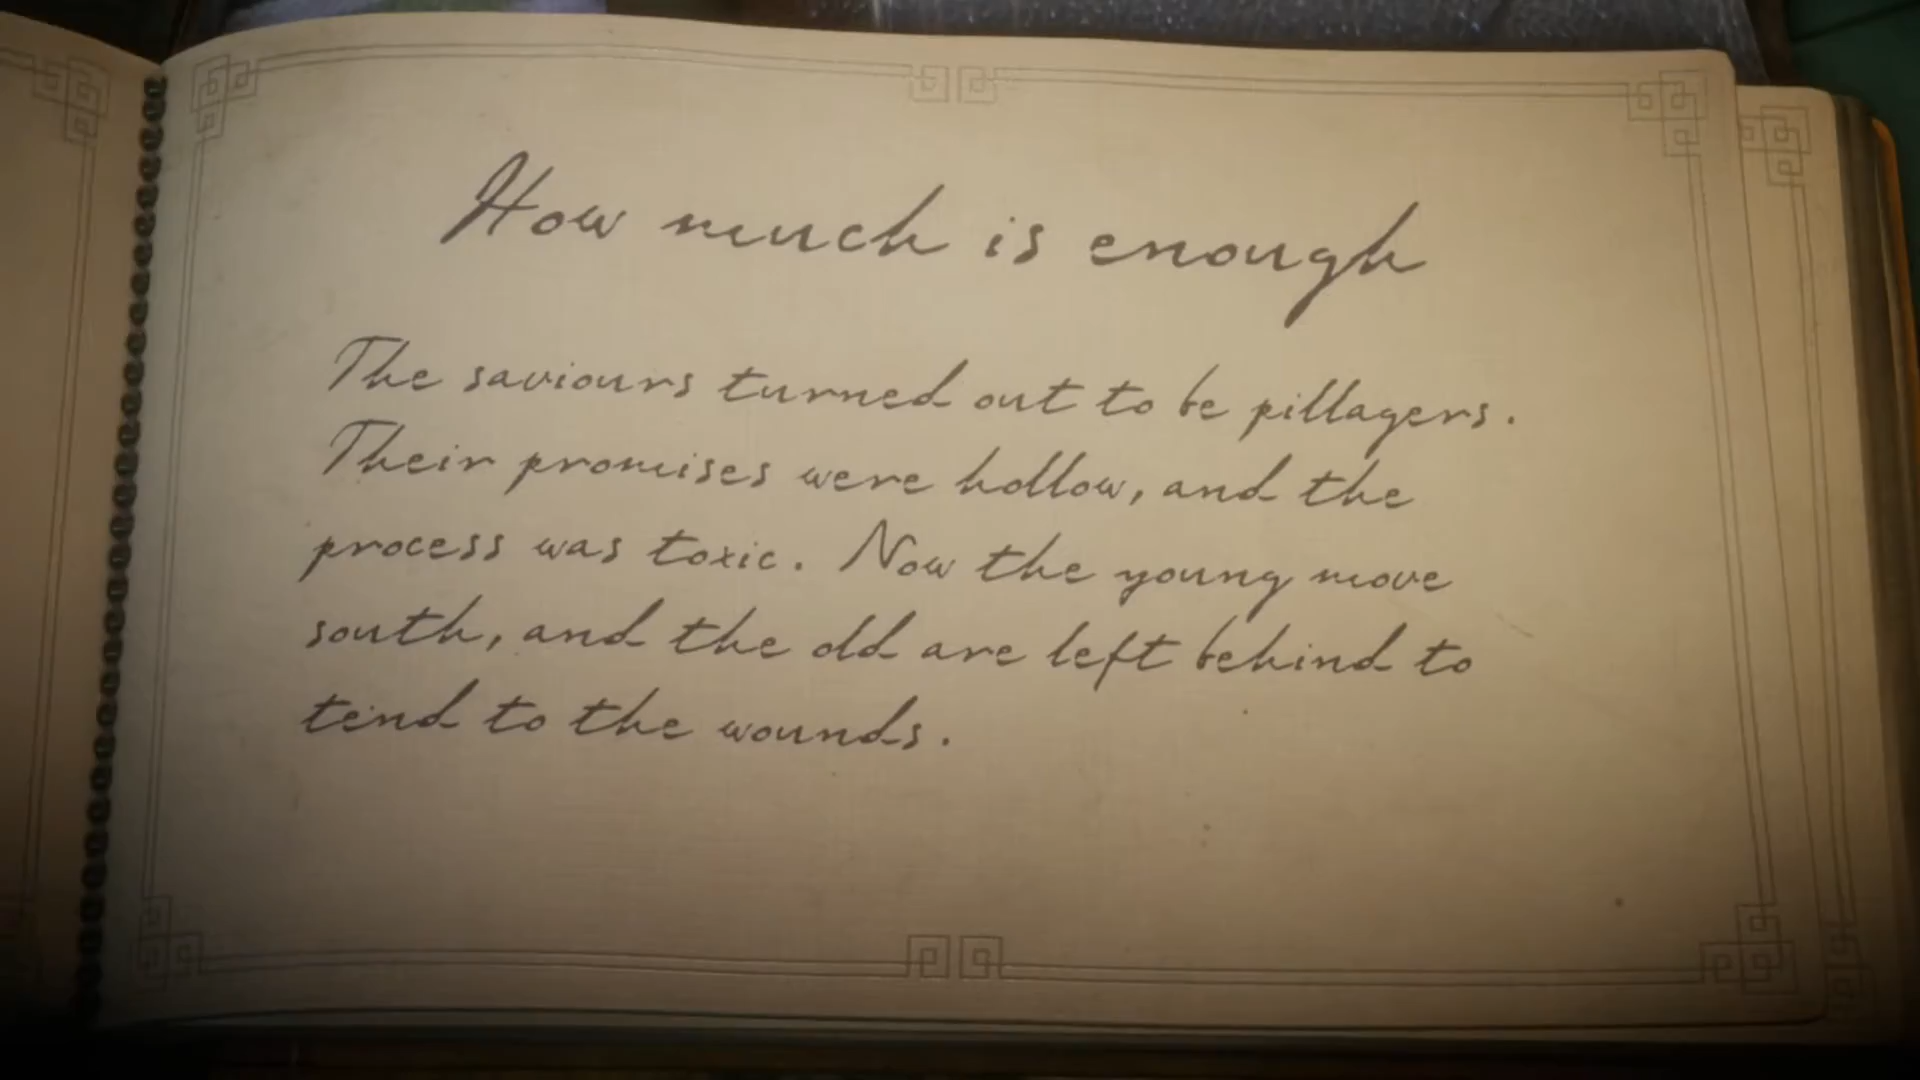 How much is enough
The saviours turned out to be pillagers.
Their promises were hollow, and the
process was toxic. Now the young move
south, and the old are left behind to
tend to the wounds.